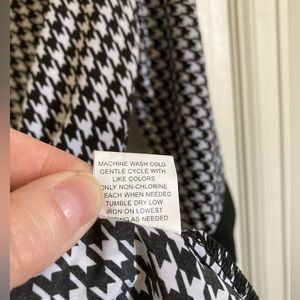 MACHINE WASH COLD
GENTLE CYCLE WITH
LIKE COLORS
ONLY NON-CHLORINE
LEACH WHEN NEEDED
TUMBLE DRY LOW
IRON ON LOWEST
AS NEEDED